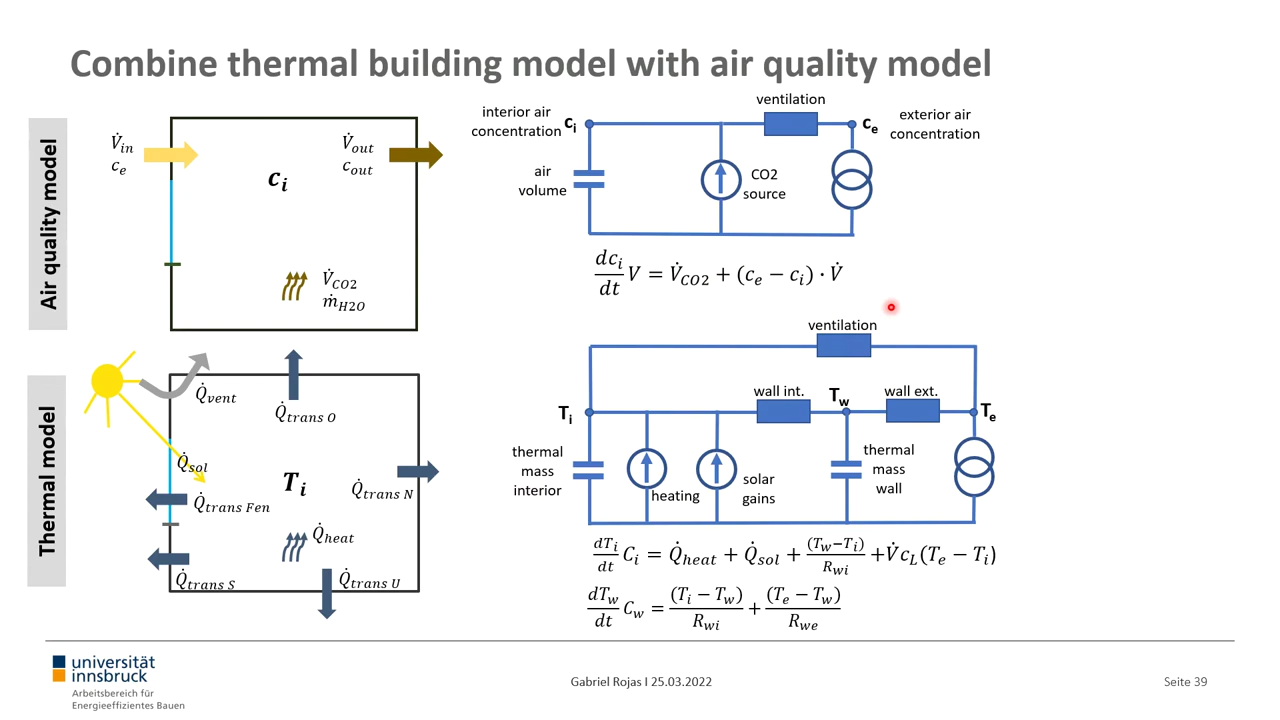 Combine thermal building model with air quality model
Air quality model
V̇in
ce
V̇out
cout
ci
V̇CO2
ṁH2O
interior air
concentration
ci
ventilation
ce
exterior air
concentration
air
volume
CO2
source
dci/dt V = V̇CO2 + (ce − ci) · V̇
Thermal model
Q̇vent
Q̇trans O
Q̇sol
Ti
Q̇trans N
Q̇trans Fen
Q̇heat
Q̇trans S
Q̇trans U
ventilation
Ti
wall int.
Tw
wall ext.
Te
thermal
mass
interior
heating
solar
gains
thermal
mass
wall
dTi/dt Ci = Q̇heat + Q̇sol + (Tw−Ti)/Rwi +V̇cL(Te − Ti)
dTw/dt Cw = (Ti − Tw)/Rwi + (Te − Tw)/Rwe
universität
innsbruck
Arbeitsbereich für
Energieeffizientes Bauen
Gabriel Rojas I 25.03.2022
Seite 39